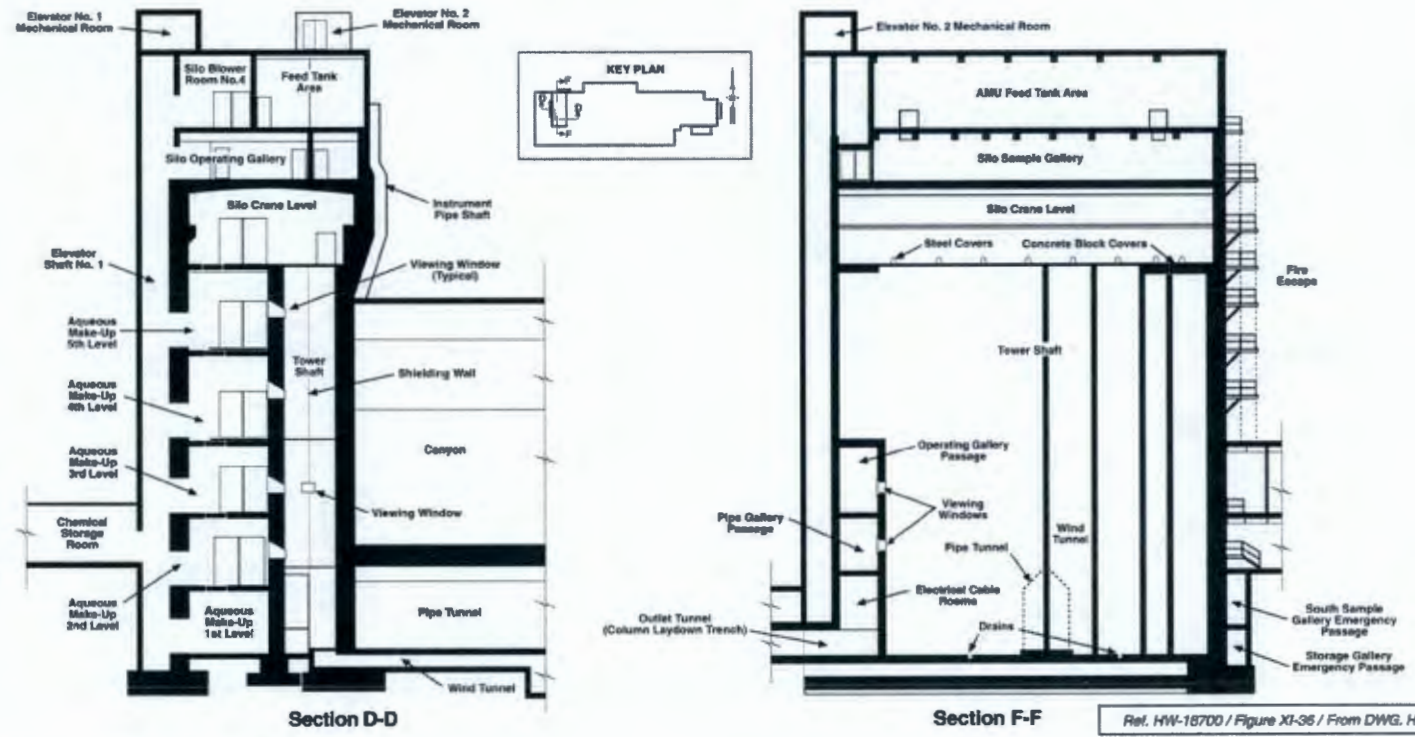 Elevator No. 1
Mechanical Room
Elevator No. 2
Mechanical Room
Silo Blower
Room No.4
Feed Tank
Area
Silo Operating Gallery
Silo Crane Level
Instrument
Pipe Shaft
Elevator
Shaft No. 1
Viewing Window
(Typical)
Aqueous
Make-Up
5th Level
Tower
Shaft
Shielding Wall
Aqueous
Make-Up
4th Level
Canyon
Aqueous
Make-Up
3rd Level
Viewing Window
Chemical
Storage
Room
Aqueous
Make-Up
2nd Level
Aqueous
Make-Up
1st Level
Pipe Tunnel
Wind Tunnel
Section D-D
KEY PLAN
F
D
D
F
Elevator No. 2 Mechanical Room
AMU Feed Tank Area
Silo Sample Gallery
Silo Crane Level
Steel Covers
Concrete Block Covers
Fire
Escape
Tower Shaft
Operating Gallery
Passage
Viewing
Windows
Pipe Gallery
Passage
Wind
Tunnel
Pipe Tunnel
Electrical Cable
Rooms
Outlet Tunnel
(Column Laydown Trench)
Drains
South Sample
Gallery Emergency
Passage
Storage Gallery
Emergency Passage
Section F-F
Ref. HW-18700 / Figure XI-36 / From DWG. H